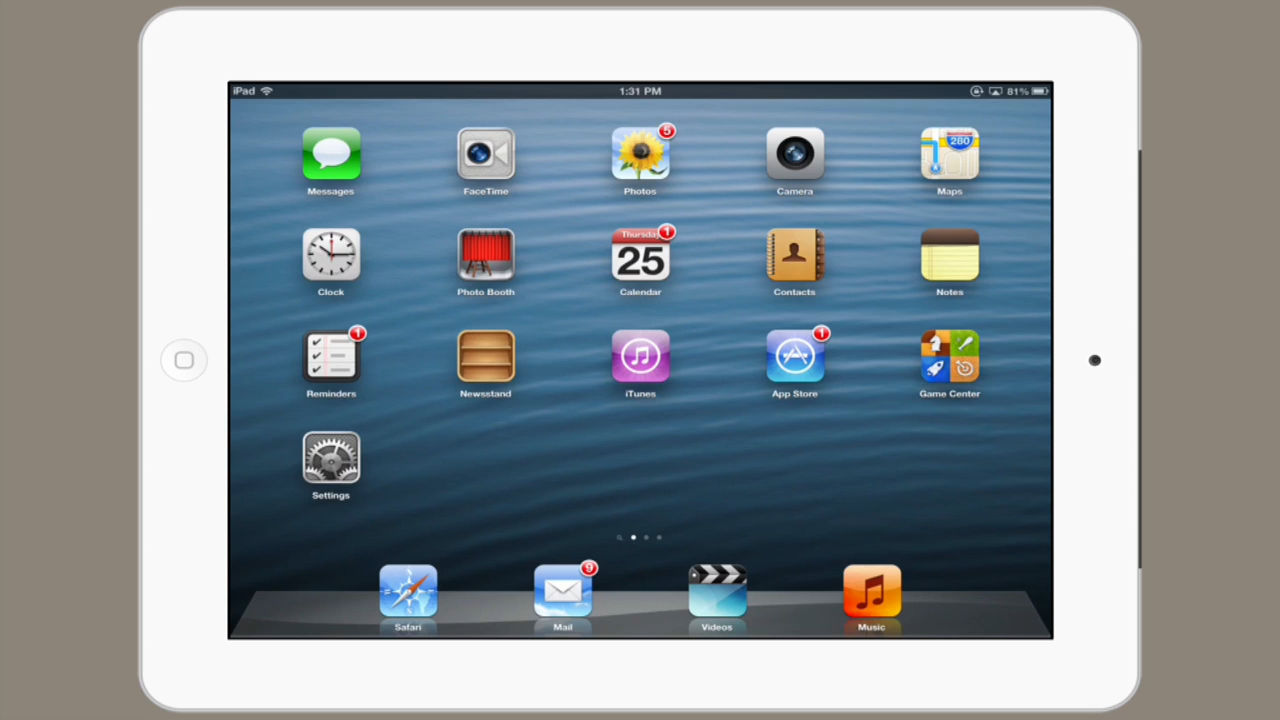 iPad 1:31 PM 81%
5
280
Messages FaceTime Photos Camera Maps
Thursday 1
25
Clock Photo Booth Calendar Contacts Notes
1 1
Reminders Newsstand iTunes App Store Game Center
Settings
9
Safari Mail Videos Music